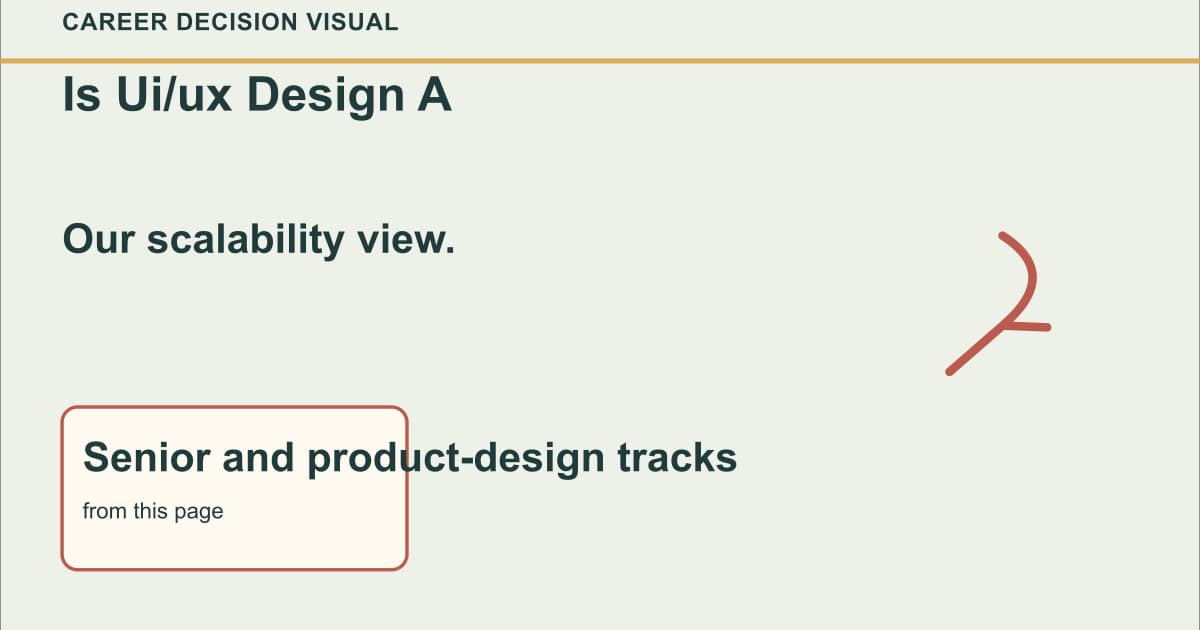 CAREER DECISION VISUAL
Is Ui/ux Design A
Our scalability view.
Senior and product-design tracks
from this page